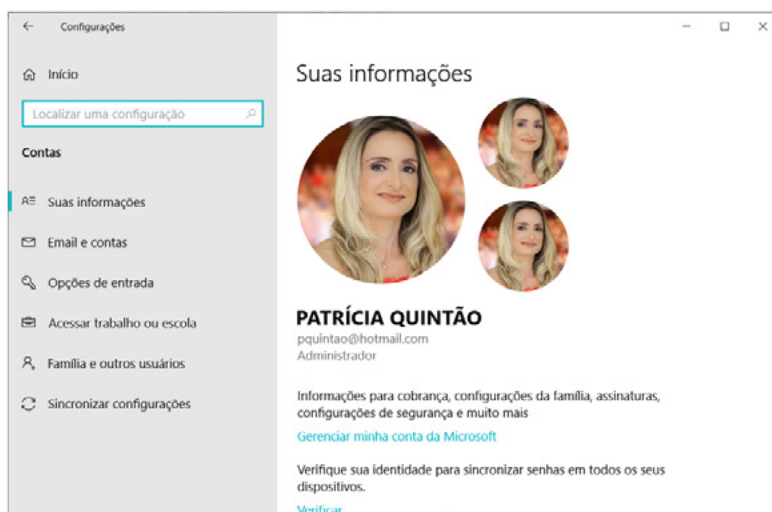 Configurações
Início
Localizar uma configuração
Contas
Suas informações
Email e contas
Opções de entrada
Acessar trabalho ou escola
Família e outros usuários
Sincronizar configurações
Suas informações
PATRÍCIA QUINTÃO
pquintao@hotmail.com
Administrador
Informações para cobrança, configurações da família, assinaturas,
configurações de segurança e muito mais
Gerenciar minha conta da Microsoft
Verifique sua identidade para sincronizar senhas em todos os seus
dispositivos.
Verificar